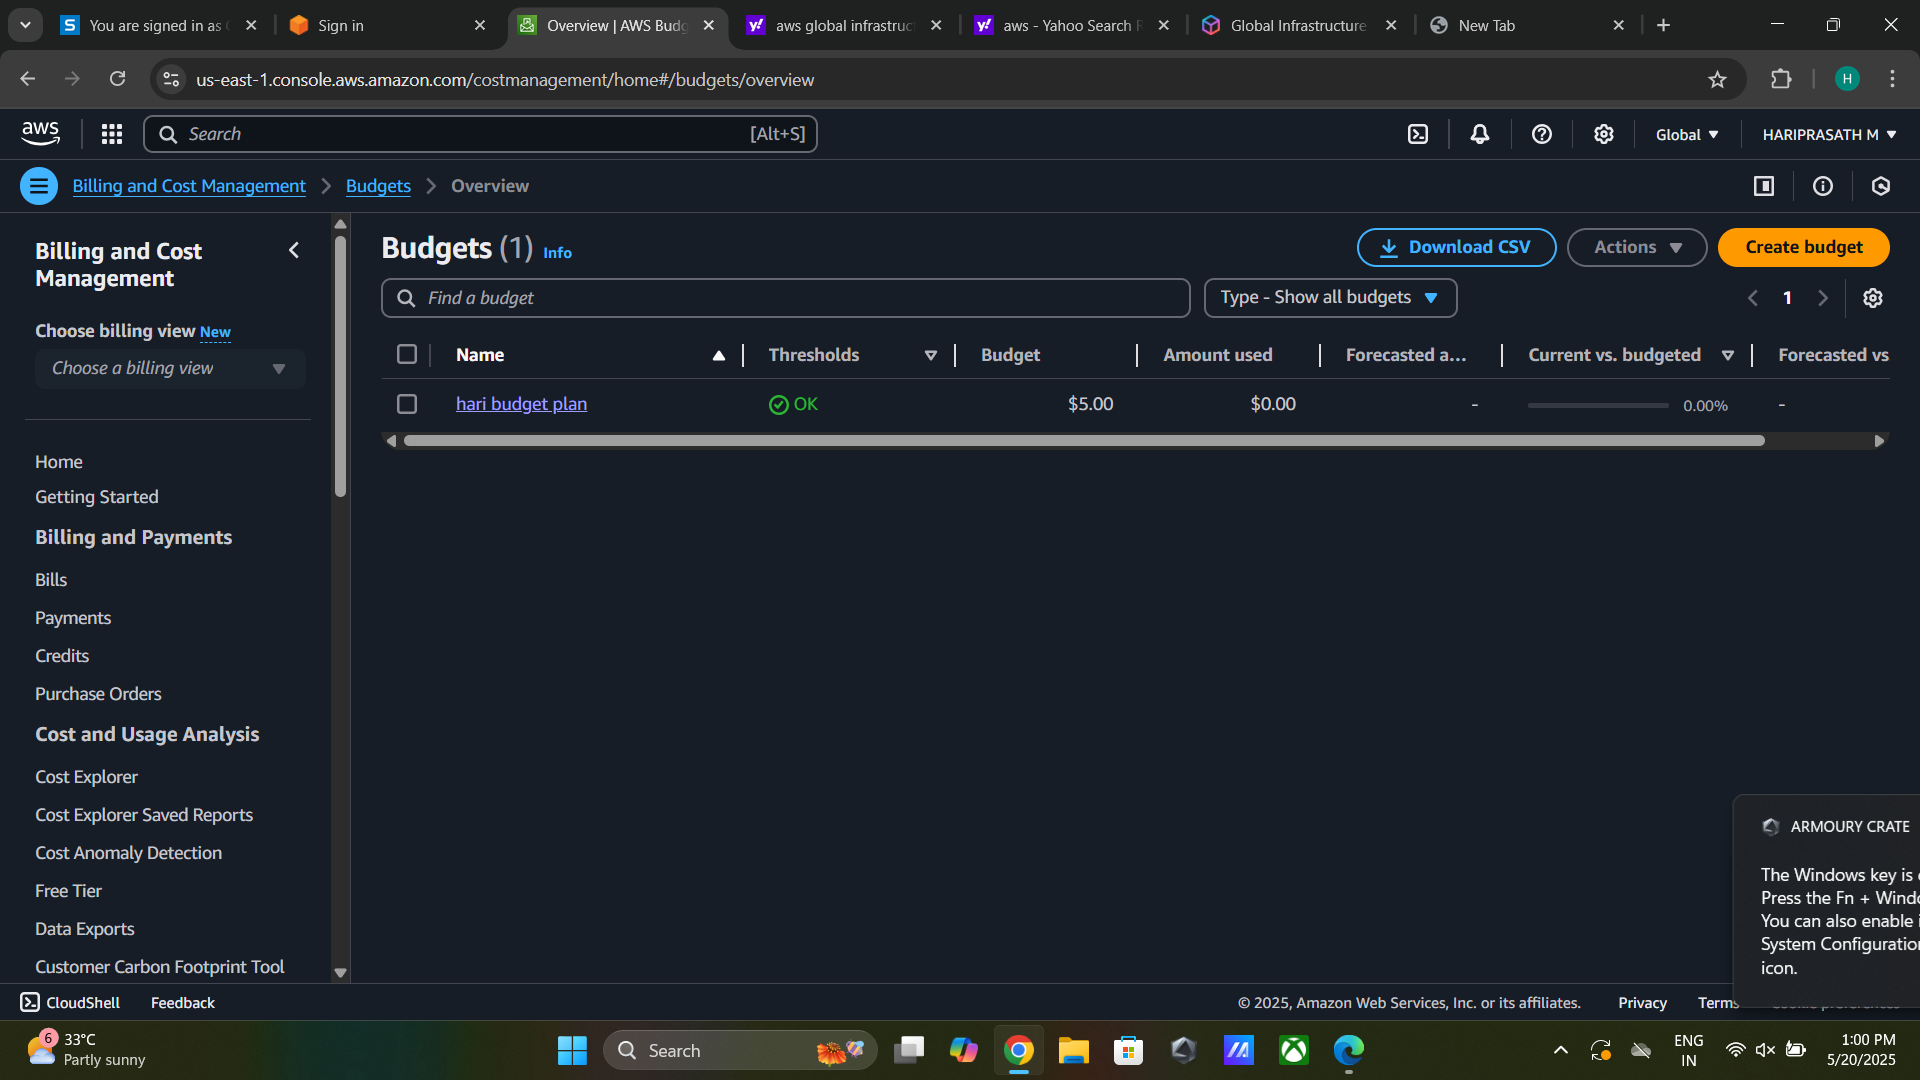 You are signed in as
Sign in
Overview | AWS Budg
aws global infrastruc
aws - Yahoo Search R
Global Infrastructure
New Tab
us-east-1.console.aws.amazon.com/costmanagement/home#/budgets/overview
H
aws
Search
[Alt+S]
Global
HARIPRASATH M
Billing and Cost Management
Budgets
Overview
Billing and Cost
Management
Choose billing view New
Choose a billing view
Home
Getting Started
Billing and Payments
Bills
Payments
Credits
Purchase Orders
Cost and Usage Analysis
Cost Explorer
Cost Explorer Saved Reports
Cost Anomaly Detection
Free Tier
Data Exports
Customer Carbon Footprint Tool
Budgets (1) Info
Download CSV
Actions
Create budget
Find a budget
Type - Show all budgets
1
Name
Thresholds
Budget
Amount used
Forecasted a...
Current vs. budgeted
Forecasted vs
hari budget plan
OK
$5.00
$0.00
-
0.00%
-
ARMOURY CRATE
The Windows key is
Press the Fn + Windo
You can also enable
System Configuration
icon.
CloudShell
Feedback
© 2025, Amazon Web Services, Inc. or its affiliates.
Privacy
Terms
6
33°C
Partly sunny
Search
ENG
IN
1:00 PM
5/20/2025